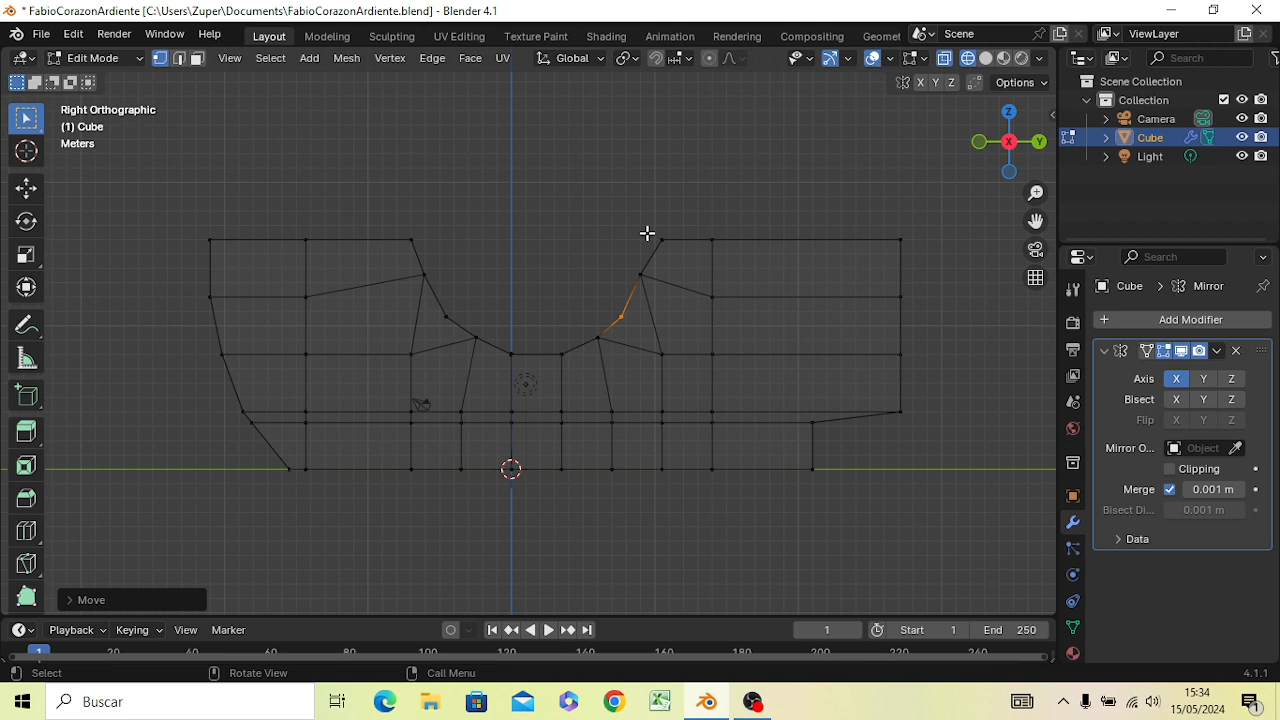 * FabioCorazonArdiente [C:\Users\Zuper\Documents\FabioCorazonArdiente.blend] - Blender 4.1
File Edit Render Window Help Layout Modeling Sculpting UV Editing Texture Paint Shading Animation Rendering Compositing Geomet Scene ViewLayer
Edit Mode View Select Add Mesh Vertex Edge Face UV Global Search
X Y Z Options
Right Orthographic
(1) Cube
Meters
Z
X
Y
Scene Collection
Collection
Camera
Cube
Light
Search
Cube Mirror
Add Modifier
Axis X Y Z
Bisect X Y Z
Flip X Y Z
Mirror O... Object
Clipping
Merge 0.001 m
Bisect Di... 0.001 m
Data
Move
Playback Keying View Marker 1 Start 1 End 250
20 40 60 80 100 120 140 160 180 200 220 240
Select Rotate View Call Menu 4.1.1
Buscar
15:34
15/05/2024
1